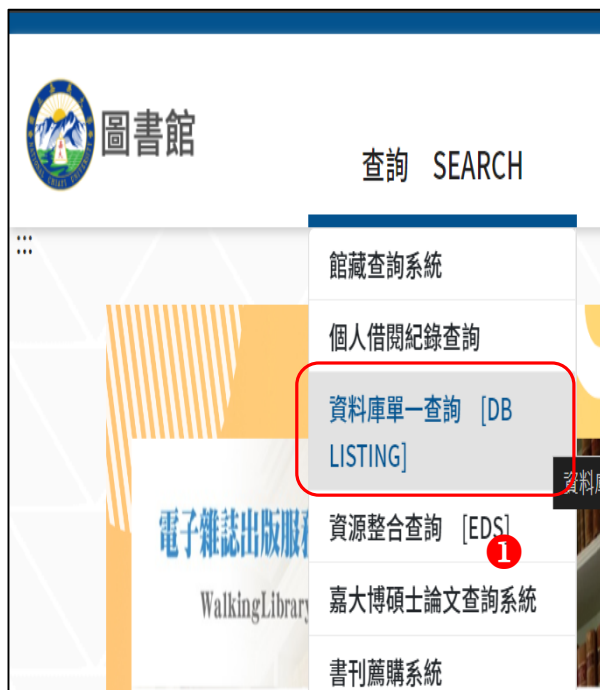 圖書館
查詢 SEARCH
館藏查詢系統
個人借閱紀錄查詢
資料庫單一查詢 [DB
LISTING]
資料庫
資源整合查詢 [EDS]
1
電子雜誌出版服務
WalkingLibrary
嘉大博碩士論文查詢系統
書刊薦購系統